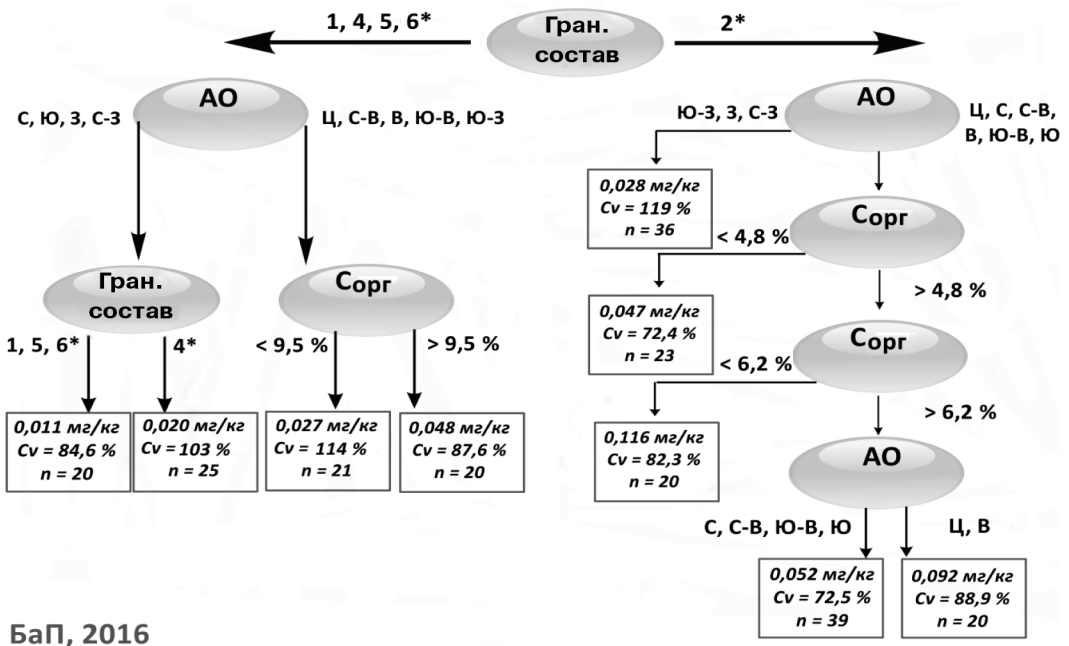 Гран.
состав
1, 4, 5, 6*
2*
АО
С, Ю, З, С-З
Ц, С-В, В, Ю-В, Ю-З
Гран.
состав
1, 5, 6*
4*
0,011 мг/кг
Cv = 84,6 %
n = 20
0,020 мг/кг
Cv = 103 %
n = 25
Сорг
< 9,5 %
> 9,5 %
0,027 мг/кг
Cv = 114 %
n = 21
0,048 мг/кг
Cv = 87,6 %
n = 20
АО
Ю-З, З, С-З
Ц, С, С-В,
В, Ю-В, Ю
0,028 мг/кг
Cv = 119 %
n = 36
Сорг
< 4,8 %
> 4,8 %
0,047 мг/кг
Cv = 72,4 %
n = 23
Сорг
< 6,2 %
> 6,2 %
0,116 мг/кг
Cv = 82,3 %
n = 20
АО
С, С-В, Ю-В, Ю
Ц, В
0,052 мг/кг
Cv = 72,5 %
n = 39
0,092 мг/кг
Cv = 88,9 %
n = 20
БаП, 2016